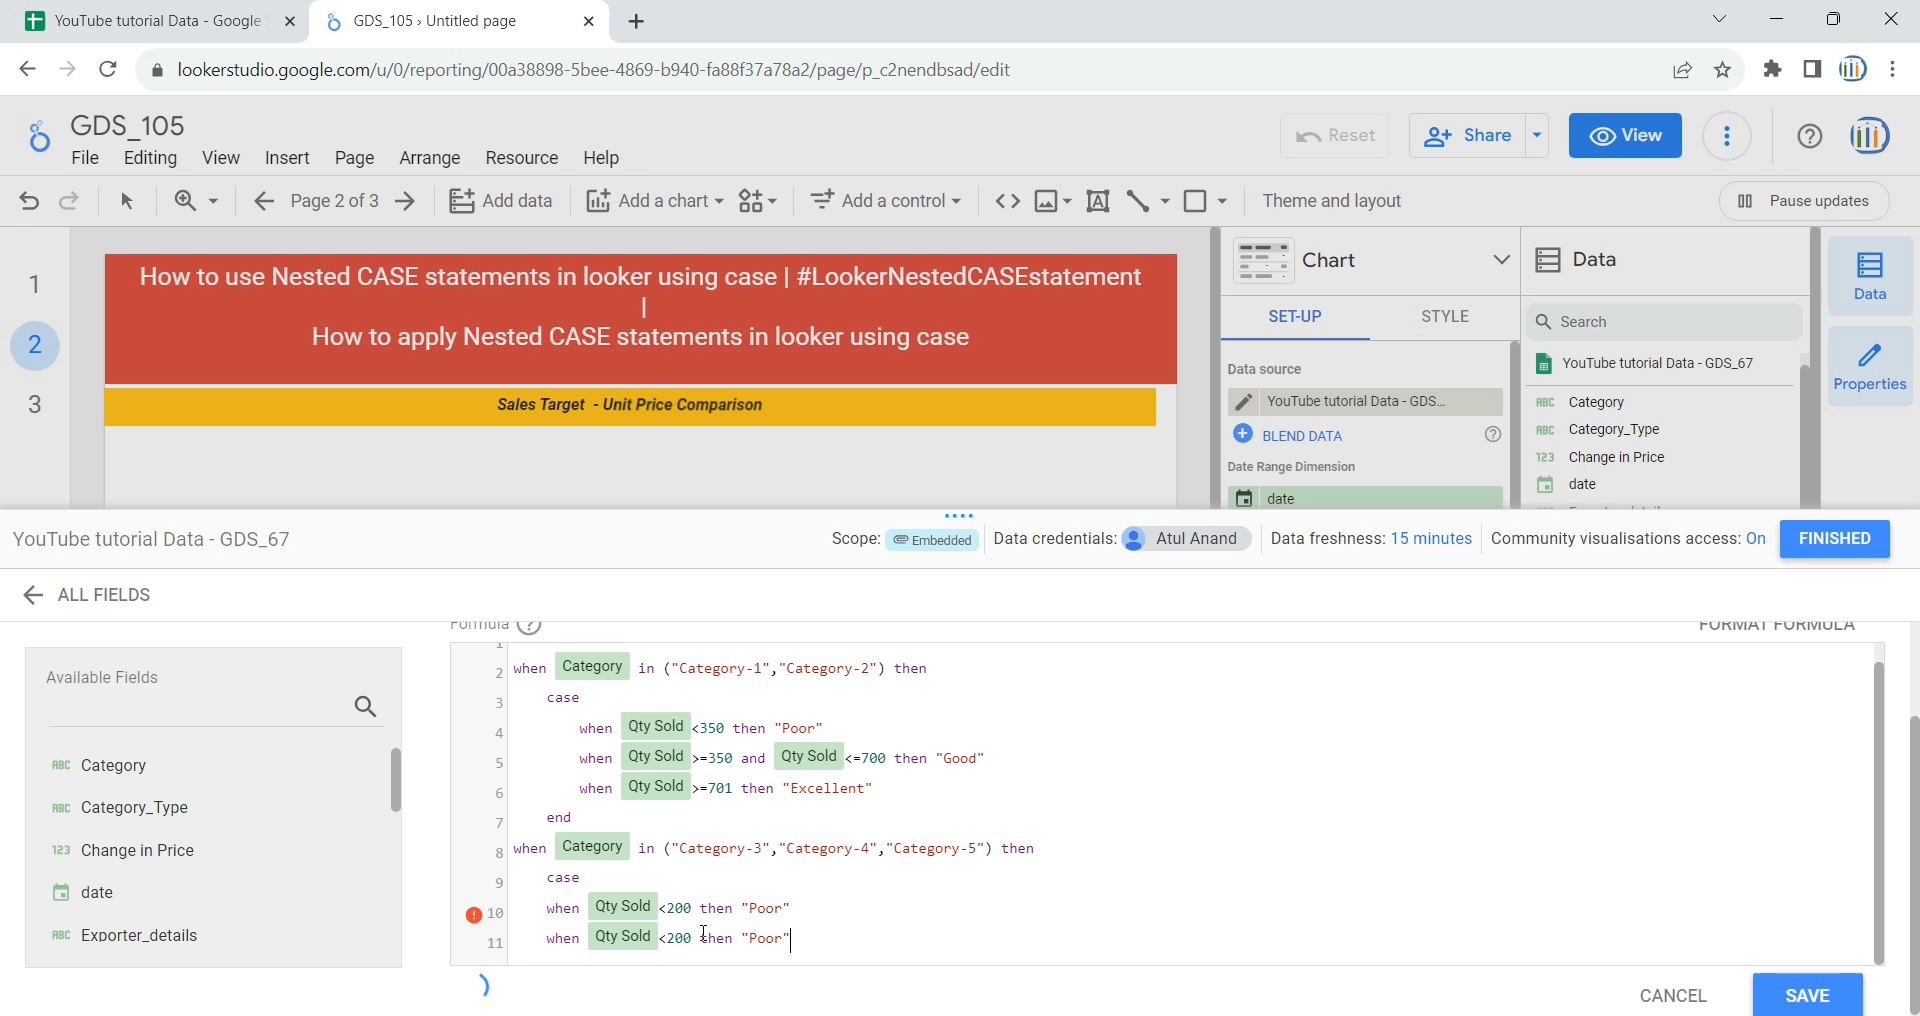 YouTube tutorial Data - Google
GDS_105 › Untitled page
lookerstudio.google.com/u/0/reporting/00a38898-5bee-4869-b940-fa88f37a78a2/page/p_c2nendbsad/edit
GDS_105
File Editing View Insert Page Arrange Resource Help
Reset Share View
Page 2 of 3 Add data Add a chart Add a control Theme and layout Pause updates
1
2
3
How to use Nested CASE statements in looker using case | #LookerNestedCASEstatement
|
How to apply Nested CASE statements in looker using case
Sales Target - Unit Price Comparison
Chart
SET-UP STYLE
Data source
YouTube tutorial Data - GDS...
BLEND DATA
Date Range Dimension
date
Data
Search
YouTube tutorial Data - GDS_67
ABC Category
ABC Category_Type
123 Change in Price
date
Data
Properties
YouTube tutorial Data - GDS_67
Scope: Embedded Data credentials: Atul Anand Data freshness: 15 minutes Community visualisations access: On FINISHED
ALL FIELDS
Available Fields
ABC Category
ABC Category_Type
123 Change in Price
date
ABC Exporter_details
Formula FORMAT FORMULA
1
2 when Category in ("Category-1","Category-2") then
3 case
4 when Qty Sold <350 then "Poor"
5 when Qty Sold >=350 and Qty Sold <=700 then "Good"
6 when Qty Sold >=701 then "Excellent"
7 end
8 when Category in ("Category-3","Category-4","Category-5") then
9 case
10 when Qty Sold <200 then "Poor"
11 when Qty Sold <200 then "Poor"
CANCEL SAVE